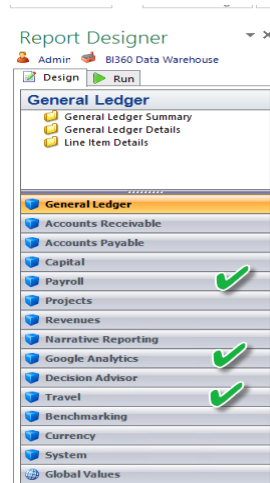 Report Designer
Admin BI360 Data Warehouse
Design Run
General Ledger
General Ledger Summary
General Ledger Details
Line Item Details
General Ledger
Accounts Receivable
Accounts Payable
Capital
Payroll
Projects
Revenues
Narrative Reporting
Google Analytics
Decision Advisor
Travel
Benchmarking
Currency
System
Global Values